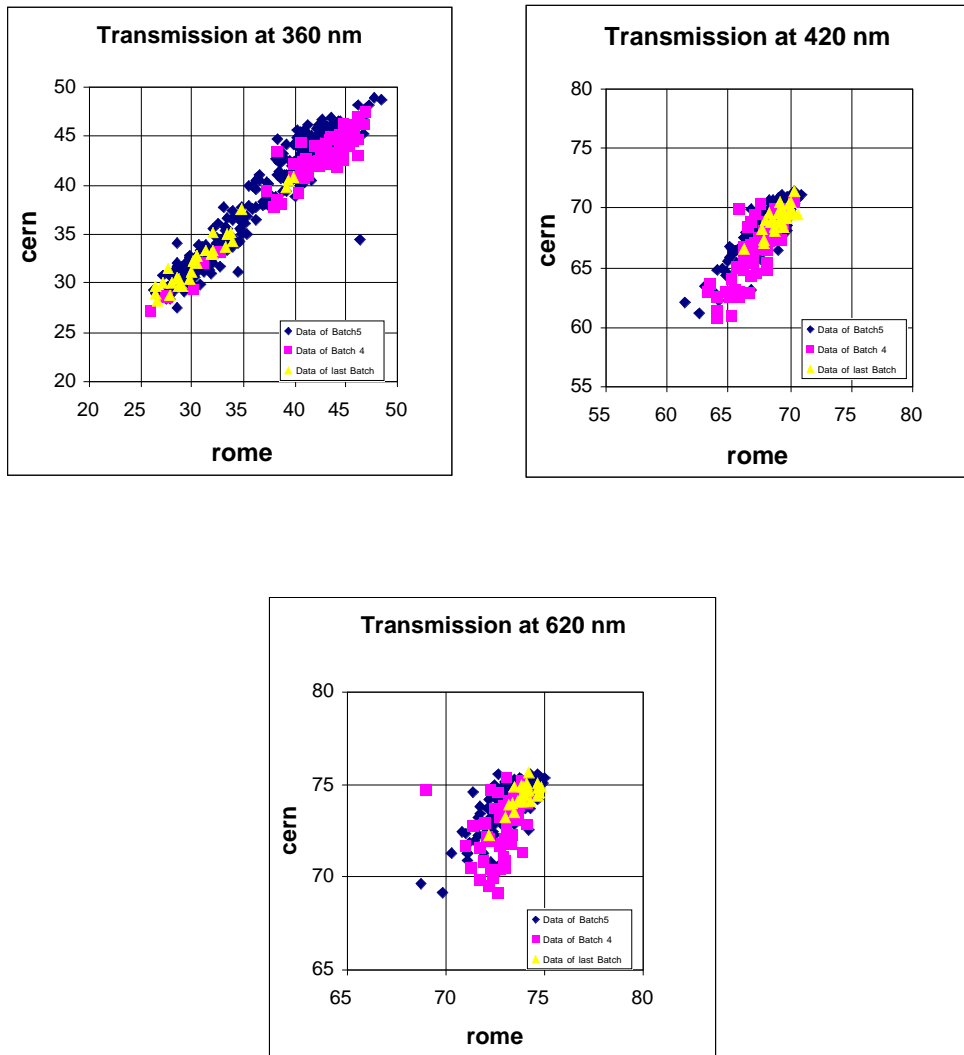 Transmission at 360 nm
50
45
40
35
30
25
20
20 25 30 35 40 45 50
cern
rome
Data of Batch5
Data of Batch 4
Data of last Batch
Transmission at 420 nm
80
75
70
65
60
55
55 60 65 70 75 80
cern
rome
Data of Batch5
Data of Batch 4
Data of last Batch
Transmission at 620 nm
80
75
70
65
65 70 75 80
cern
rome
Data of Batch5
Data of Batch 4
Data of last Batch